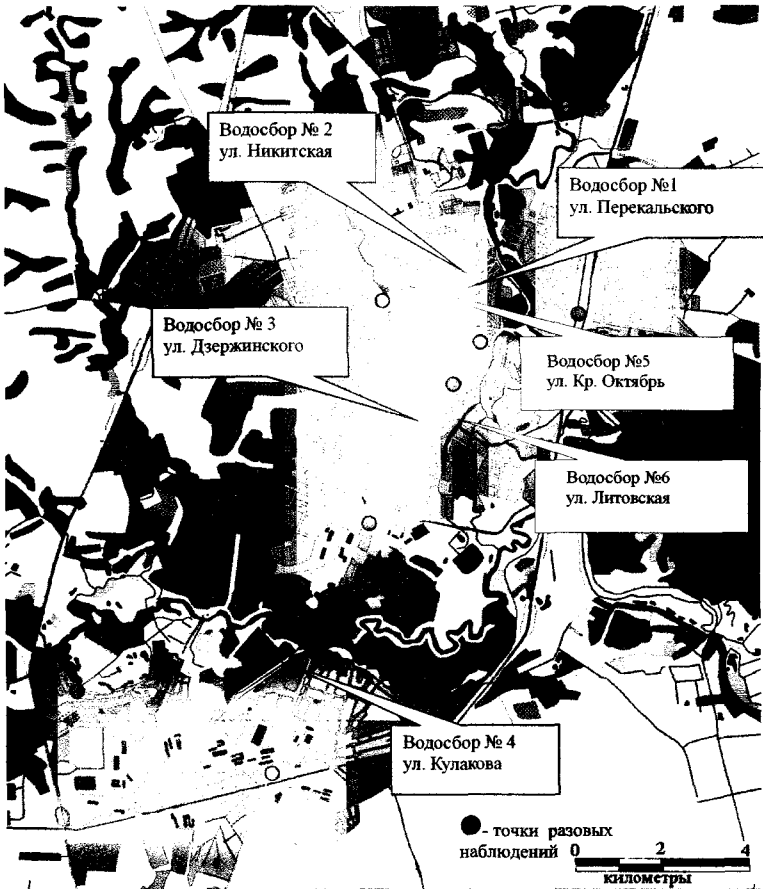 Водосбор № 2
ул. Никитская
Водосбор №1
ул. Перекальского
Водосбор № 3
ул. Дзержинского
Водосбор №5
ул. Кр. Октябрь
Водосбор №6
ул. Литовская
Водосбор № 4
ул. Кулакова
- точки разовых
наблюдений
0 2 4
километры